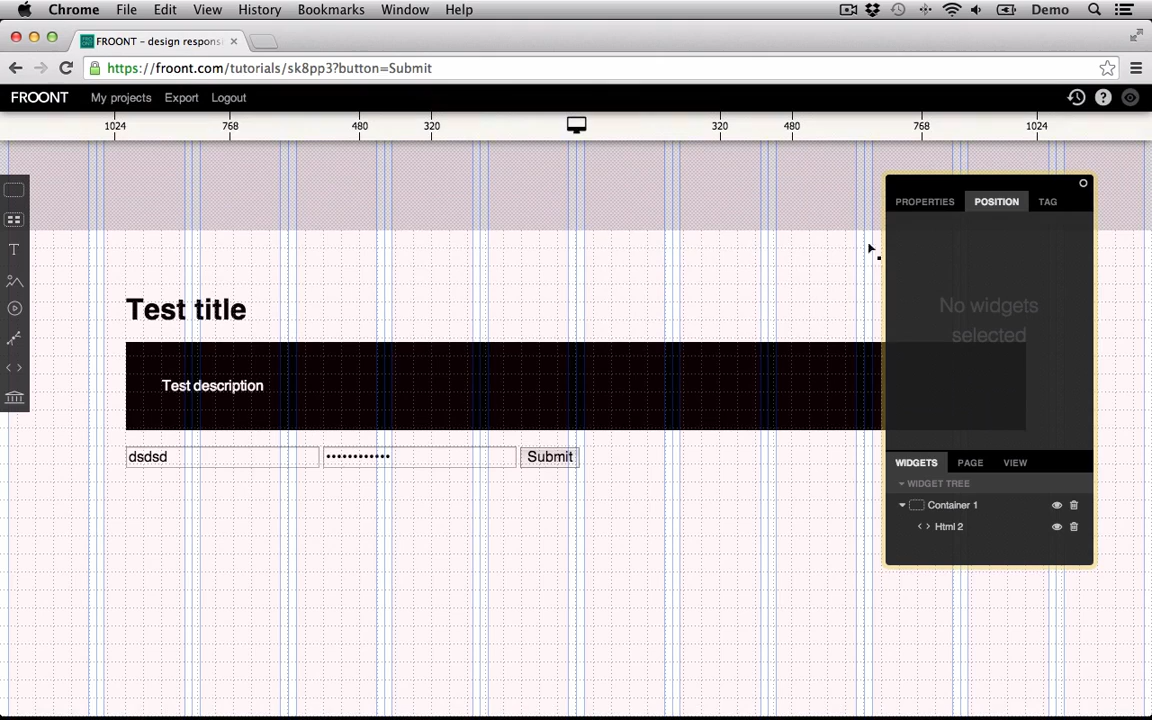 Chrome File Edit View History Bookmarks Window Help Demo
FROONT – design respons
https://froont.com/tutorials/sk8pp3?button=Submit
FROONT My projects Export Logout
1024 768 480 320 320 480 768 1024
PROPERTIES POSITION TAG
T
No widgets
selected
Test title
Test description
dsdsd •••••••••••• Submit
WIDGETS PAGE VIEW
WIDGET TREE
Container 1
Html 2